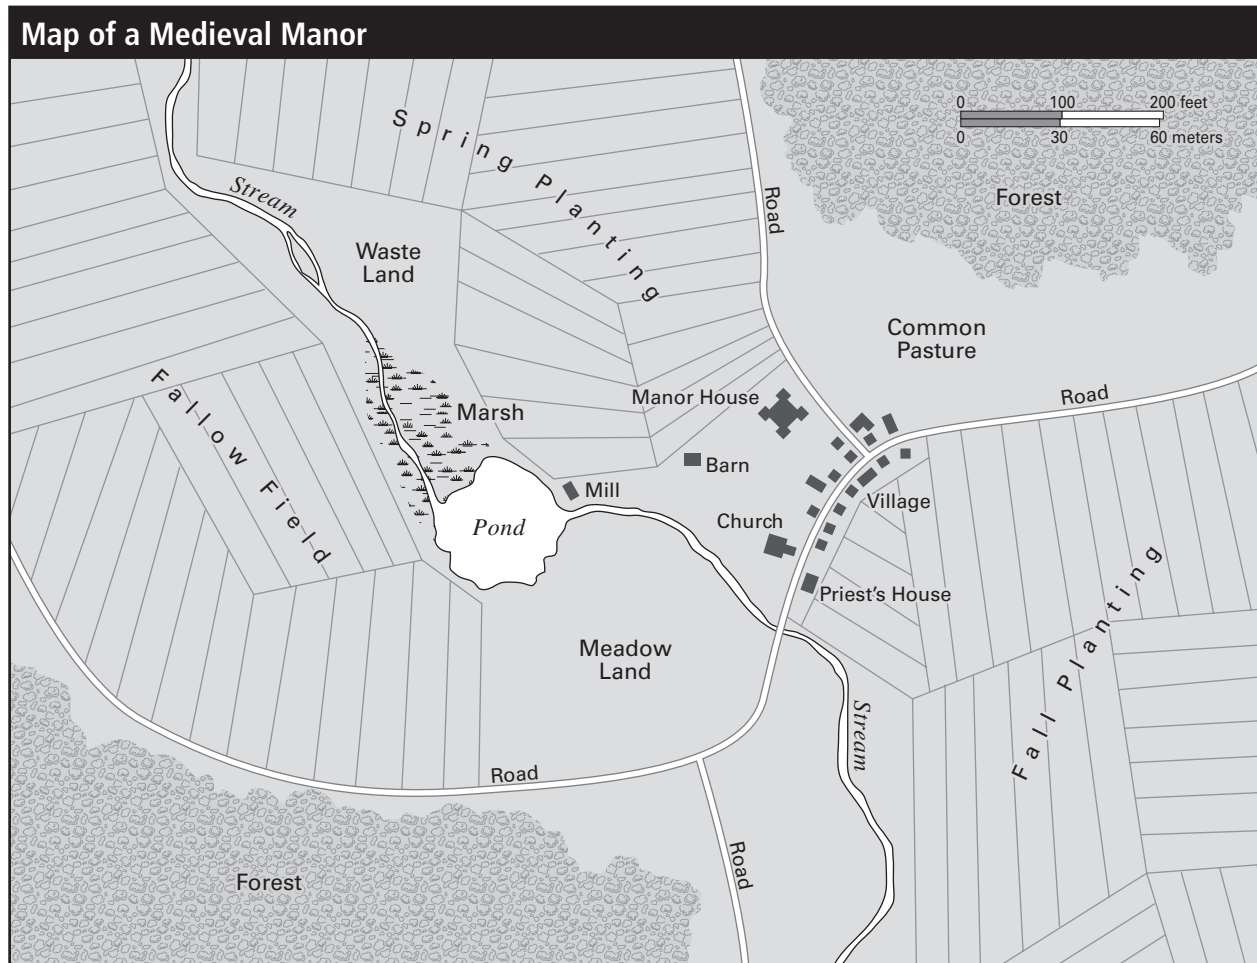 Map of a Medieval Manor
0 100 200 feet
0 30 60 meters
Spring Planting
Stream
Road
Forest
Waste
Land
Common
Pasture
Fallow Field
Marsh
Manor House
Road
Barn
Mill
Village
Pond
Church
Priest's House
Fall Planting
Meadow
Land
Stream
Road
Road
Forest